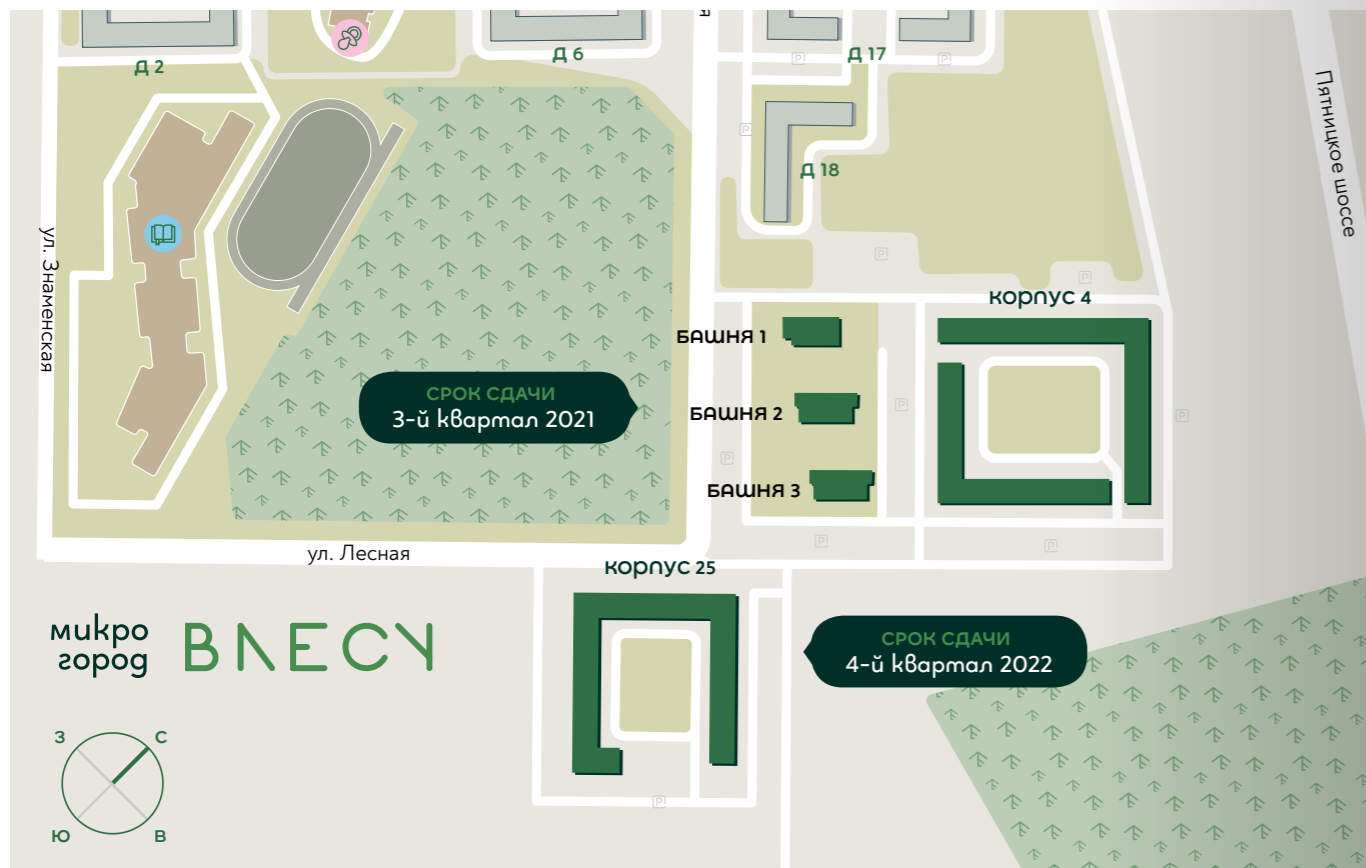 Я
Д 2
Д 6
Д 17
P
P
Пятницкое шоссе
P
Д 18
ул. Знаменская
P
P
корпус 4
БАШНЯ 1
СРОК СДАЧИ
3-й квартал 2021
БАШНЯ 2
P
P
P
БАШНЯ 3
P
P
ул. Лесная
корпус 25
микро
город
ВЛЕСУ
СРОК СДАЧИ
4-й квартал 2022
З
С
Ю
В
P